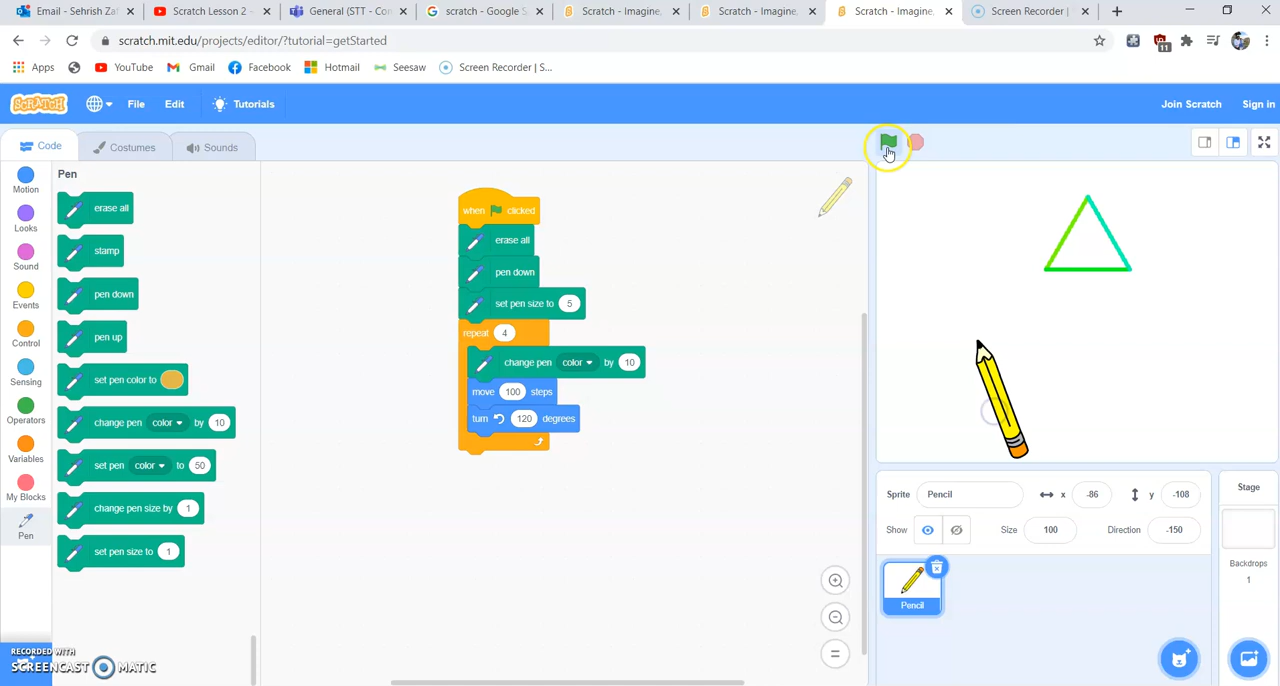 Email - Sehrish Zaf
Scratch Lesson 2 -
General (STT - Con
scratch - Google S
Scratch - Imagine,
Scratch - Imagine,
Scratch - Imagine,
Screen Recorder |
scratch.mit.edu/projects/editor/?tutorial=getStarted
11
Apps
YouTube
Gmail
Facebook
Hotmail
Seesaw
Screen Recorder | S...
SCRATCH
File
Edit
Tutorials
Join Scratch
Sign in
Code
Costumes
Sounds
Motion
Looks
Sound
Events
Control
Sensing
Operators
Variables
My Blocks
Pen
Pen
erase all
stamp
pen down
pen up
set pen color to
change pen color by 10
set pen color to 50
change pen size by 1
set pen size to 1
when clicked
erase all
pen down
set pen size to 5
repeat 4
change pen color by 10
move 100 steps
turn 120 degrees
Sprite Pencil x -86 y -108
Show Size 100 Direction -150
Pencil
Stage
Backdrops
1
RECORDED WITH
SCREENCAST MATIC